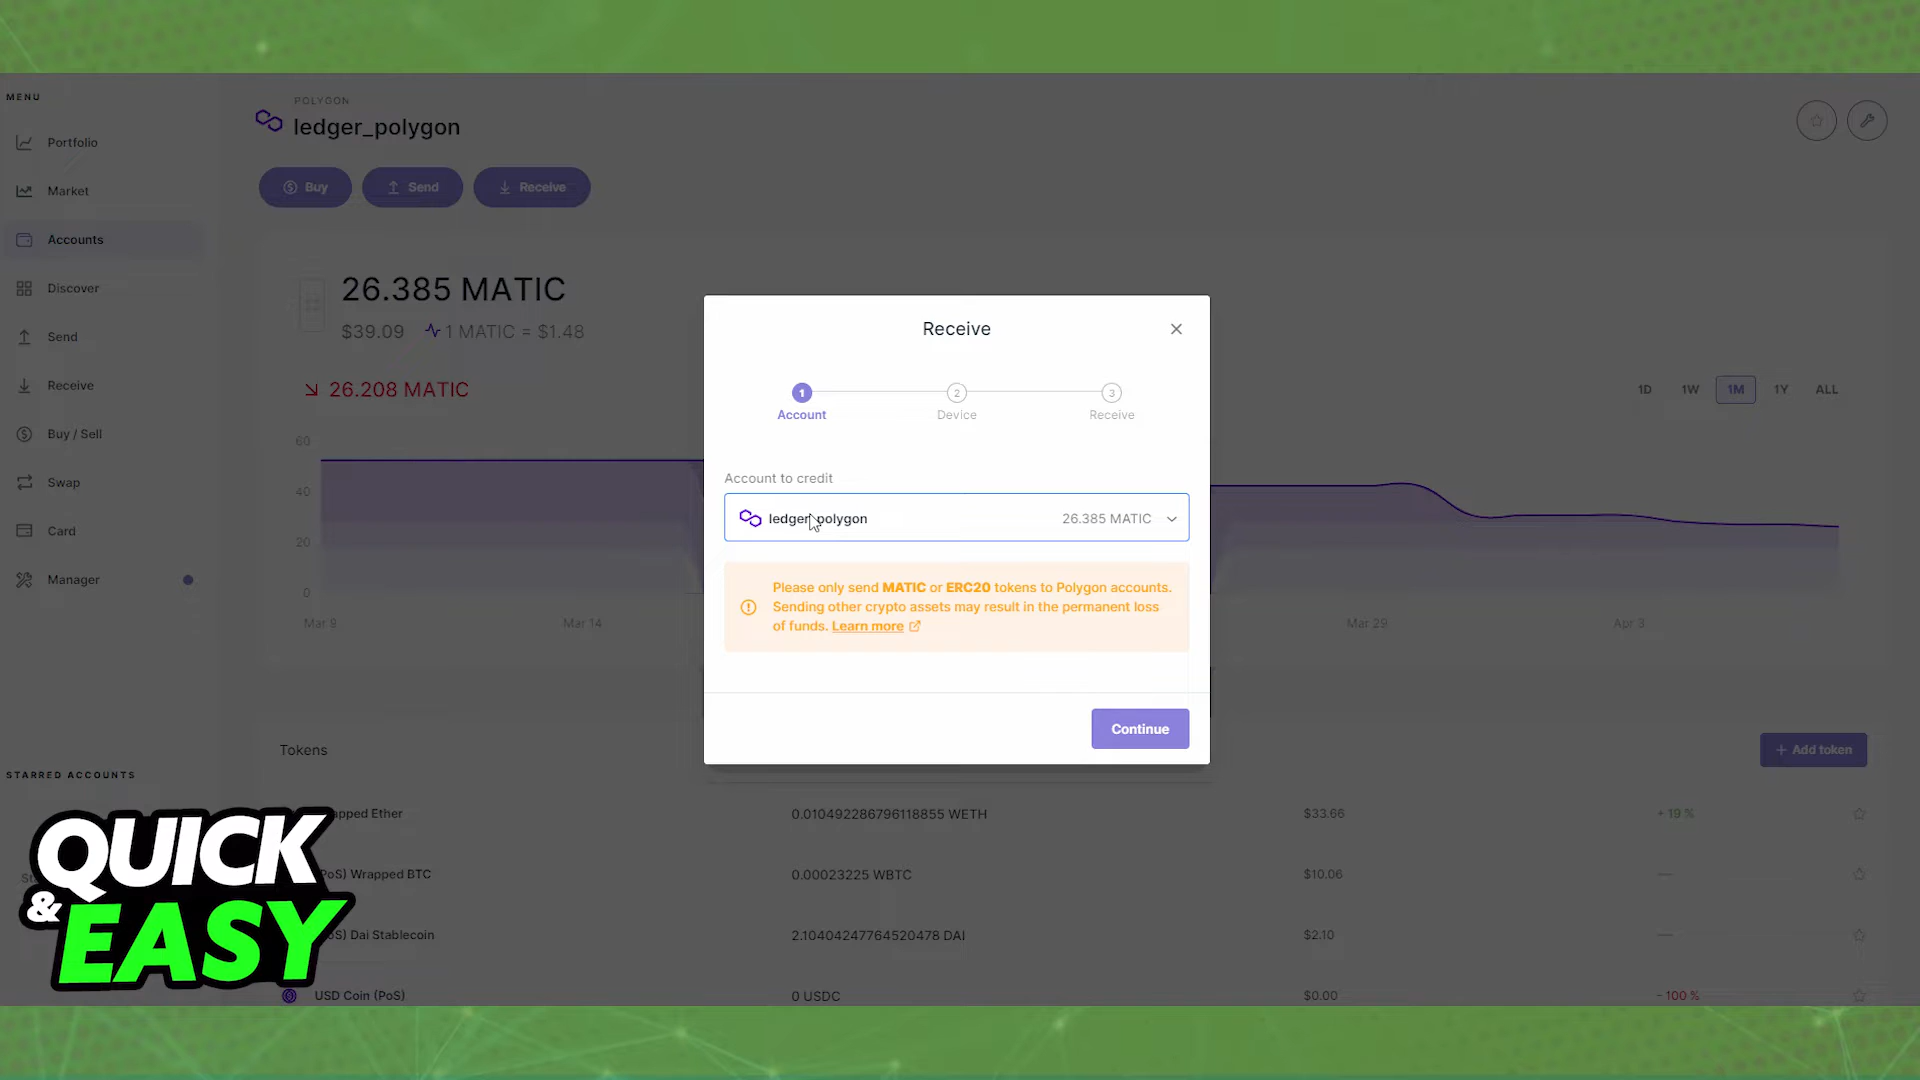 MENU
Portfolio
Market
Accounts
Discover
Send
Receive
Buy / Sell
Swap
Card
Manager
STARRED ACCOUNTS
POLYGON
ledger_polygon
Buy
Send
Receive
26.385 MATIC
$39.09
1 MATIC = $1.48
26.208 MATIC
1D 1W 1M 1Y ALL
60
40
20
0
Mar 9
Mar 14
Mar 29
Apr 3
Receive
1
2
3
Account
Device
Receive
Account to credit
ledger_polygon 26.385 MATIC
Please only send MATIC or ERC20 tokens to Polygon accounts.
Sending other crypto assets may result in the permanent loss
of funds. Learn more
Continue
Tokens
+ Add token
apped Ether 0.010492286796118855 WETH $33.66 + 19 %
PoS) Wrapped BTC 0.00023225 WBTC $10.06 —
oS) Dai Stablecoin 2.10404247764520478 DAI $2.10 —
USD Coin (PoS) 0 USDC $0.00 - 100 %
QUICK
& EASY